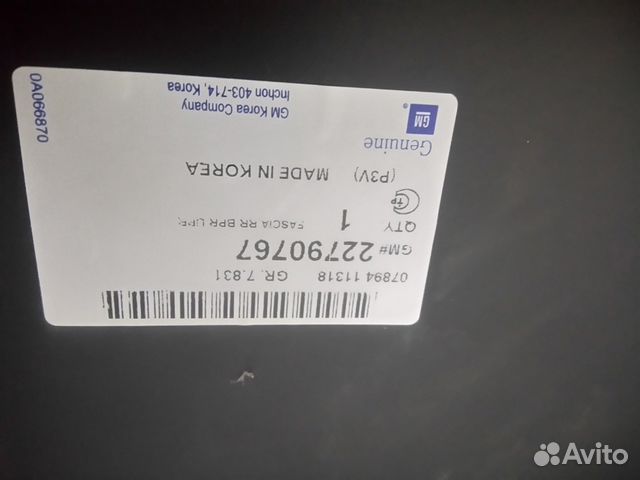 07894 11318 GR. 7.831
GM# 22790767
QTY 1 FASCIA RR BPR
(P3V) MADE IN KOREA
GM
Genuine
GM Korea Company
Inchon 403-714, Korea
0A066870
Avito